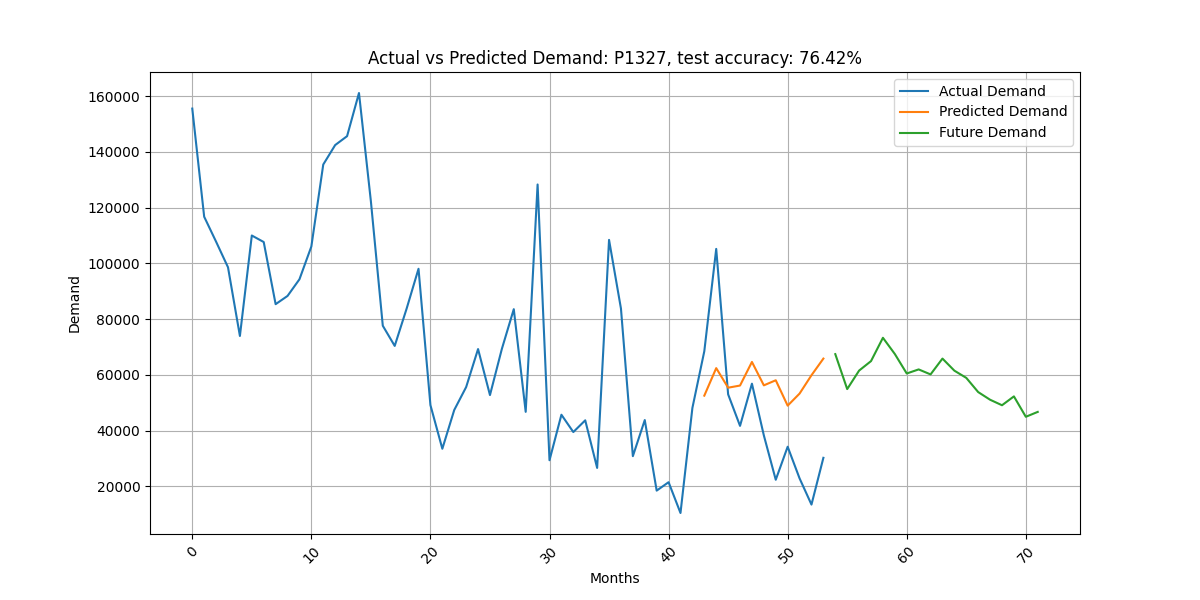 Actual vs Predicted Demand: P1327, test accuracy: 76.42%
Actual Demand
Predicted Demand
Future Demand
Demand
160000
140000
120000
100000
80000
60000
40000
20000
0 10 20 30 40 50 60 70
Months